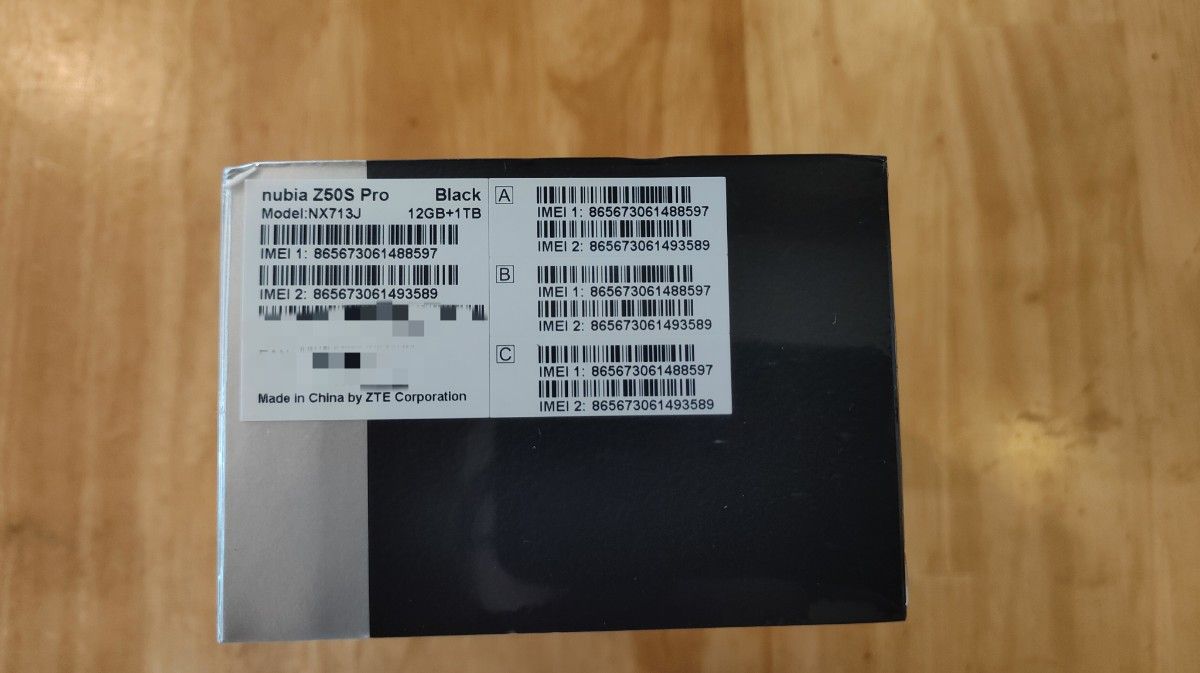 nubia Z50S Pro Black
Model:NX713J 12GB+1TB
IMEI 1: 865673061488597
IMEI 2: 865673061493589
Made in China by ZTE Corporation
A
IMEI 1: 865673061488597
IMEI 2: 865673061493589
B
IMEI 1: 865673061488597
IMEI 2: 865673061493589
C
IMEI 1: 865673061488597
IMEI 2: 865673061493589